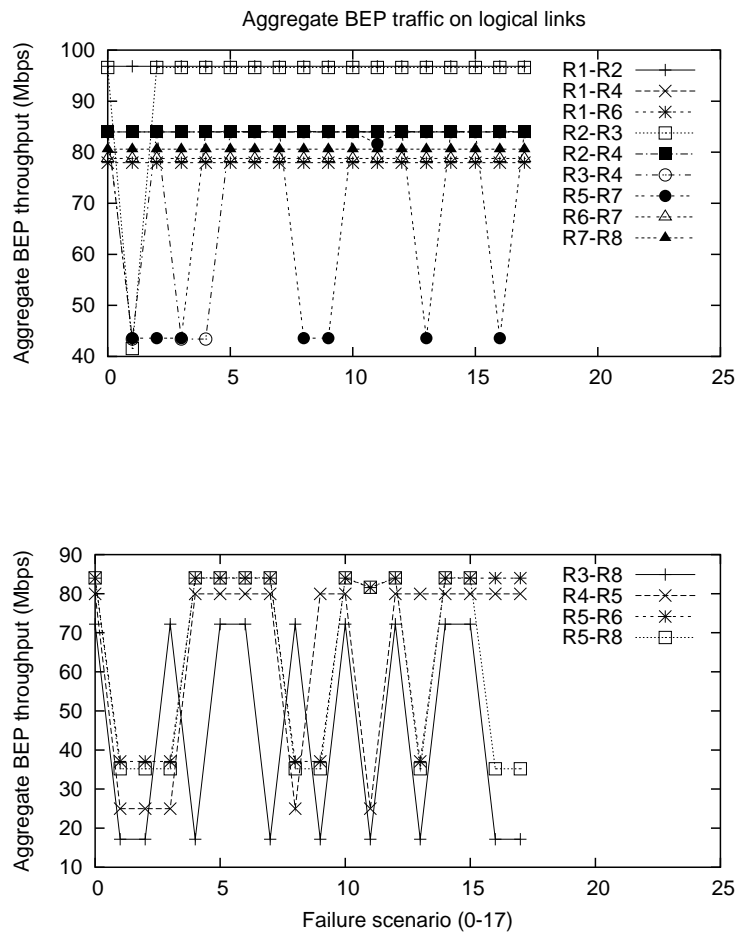 Aggregate BEP traffic on logical links
Aggregate BEP throughput (Mbps)
100
90
80
70
60
50
40
0
5
10
15
20
25
R1-R2
R1-R4
R1-R6
R2-R3
R2-R4
R3-R4
R5-R7
R6-R7
R7-R8
Aggregate BEP throughput (Mbps)
90
80
70
60
50
40
30
20
10
0
5
10
15
20
25
R3-R8
R4-R5
R5-R6
R5-R8
Failure scenario (0-17)